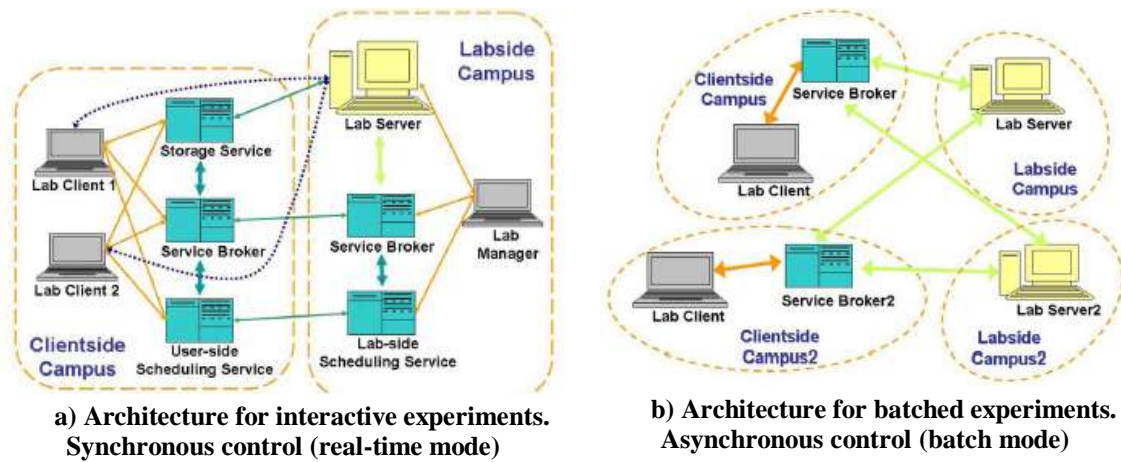 Labside
Campus
Lab Server
Storage Service
Lab Client 1
Service Broker
Service Broker
Lab
Manager
Lab Client 2
Clientside
Campus
User-side
Scheduling Service
Lab-side
Scheduling Service
a) Architecture for interactive experiments.
Synchronous control (real-time mode)
Clientside
Campus
Service Broker
Lab Server
Lab Client
Labside
Campus
Service Broker2
Lab Client
Lab Server2
Clientside
Campus2
Labside
Campus2
b) Architecture for batched experiments.
Asynchronous control (batch mode)